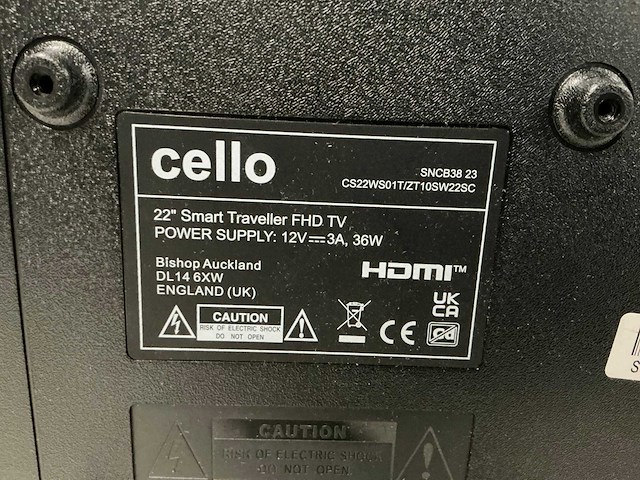 cello
SNCB38 23
CS22WS01T/ZT10SW22SC
22" Smart Traveller FHD TV
POWER SUPPLY: 12V⎓3A, 36W
Bishop Auckland
DL14 6XW
ENGLAND (UK)
HDMI™
CAUTION
RISK OF ELECTRIC SHOCK
DO NOT OPEN
CE
UK
CA
Cd
S
CAUTION
RISK OF ELECTRIC SHOCK
DO NOT OPEN.